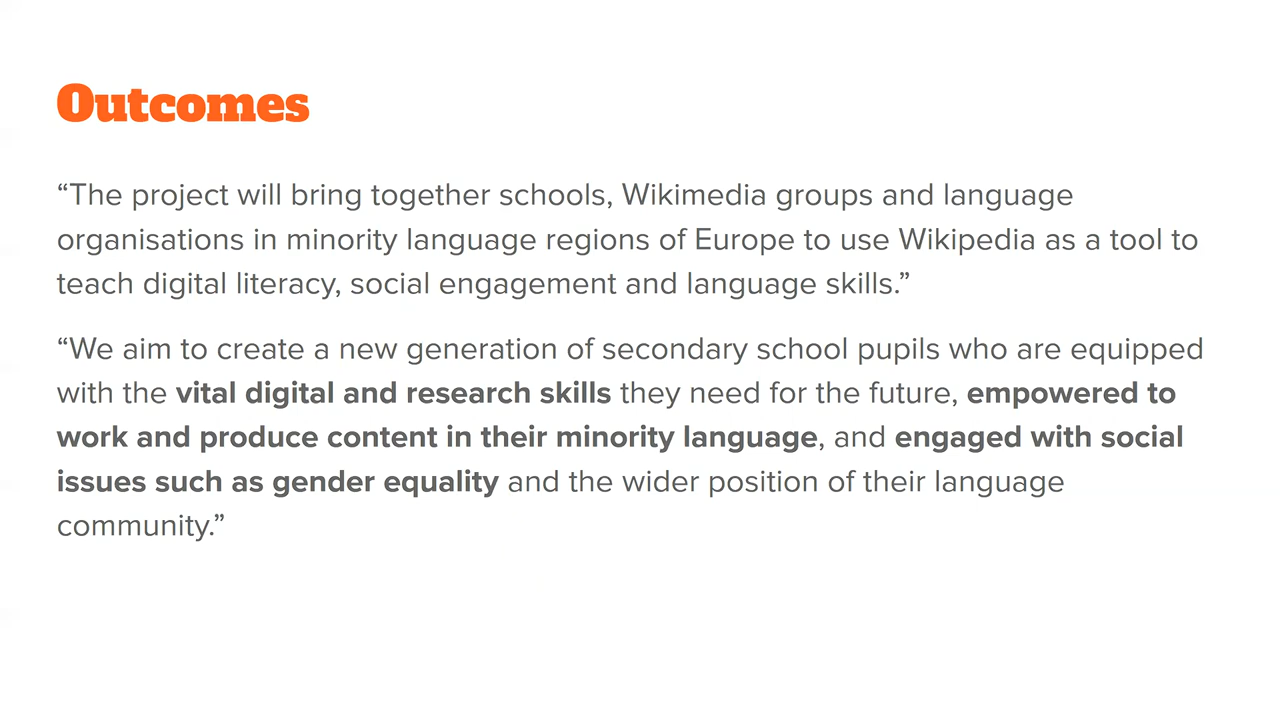 Outcomes
“The project will bring together schools, Wikimedia groups and language
organisations in minority language regions of Europe to use Wikipedia as a tool to
teach digital literacy, social engagement and language skills.”
“We aim to create a new generation of secondary school pupils who are equipped
with the vital digital and research skills they need for the future, empowered to
work and produce content in their minority language, and engaged with social
issues such as gender equality and the wider position of their language
community.”